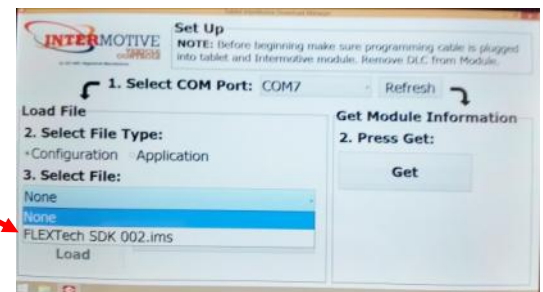 INTERMOTIVE
Set Up
NOTE: Before beginning make sure programming cable is plugged
into tablet and Intermotive module. Remove DLC from Module.
1. Select COM Port: COM7
Refresh
Load File
2. Select File Type:
Configuration Application
3. Select File:
None
None
FLEXTech SDK 002.ims
Load
Get Module Information
2. Press Get:
Get